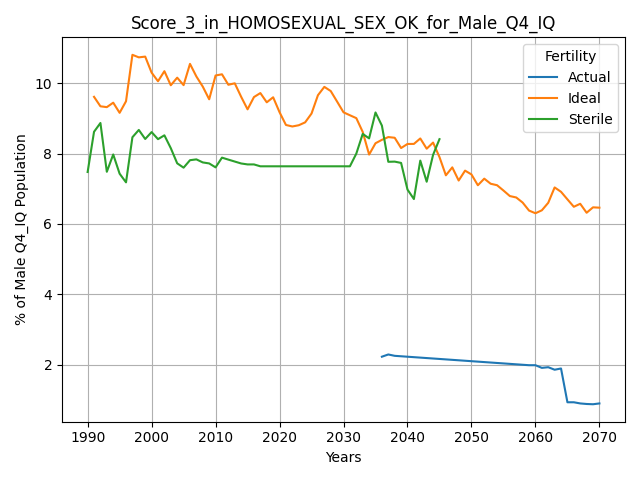 Score_3_in_HOMOSEXUAL_SEX_OK_for_Male_Q4_IQ
Fertility
Actual
Ideal
Sterile
% of Male Q4_IQ Population
10
8
6
4
2
1990 2000 2010 2020 2030 2040 2050 2060 2070
Years